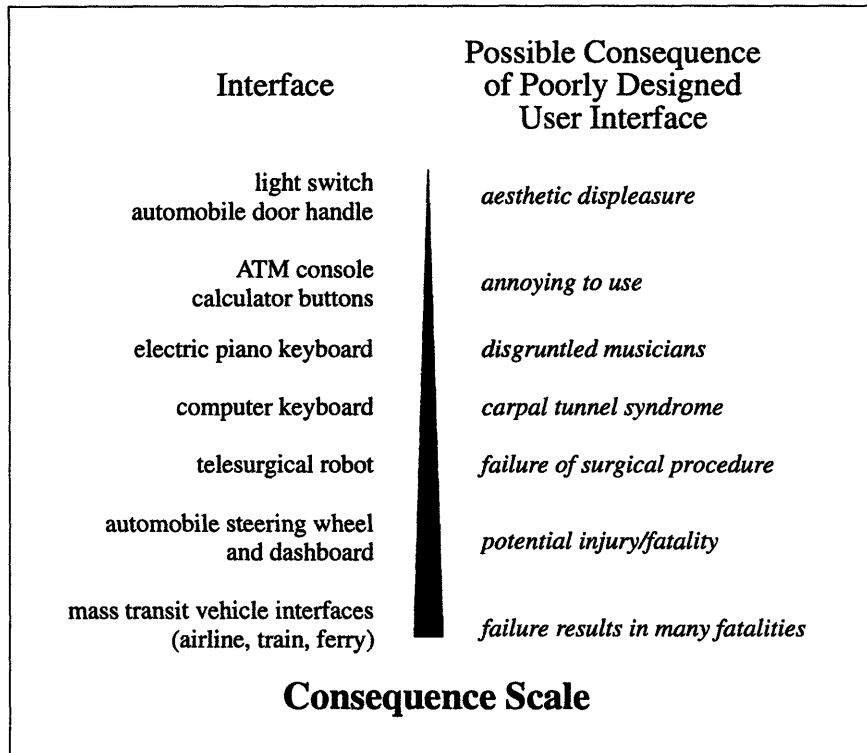 Interface
Possible Consequence
of Poorly Designed
User Interface
light switch
automobile door handle
aesthetic displeasure
ATM console
calculator buttons
annoying to use
electric piano keyboard
disgruntled musicians
computer keyboard
carpal tunnel syndrome
telesurgical robot
failure of surgical procedure
automobile steering wheel
and dashboard
potential injury/fatality
mass transit vehicle interfaces
(airline, train, ferry)
failure results in many fatalities
Consequence Scale